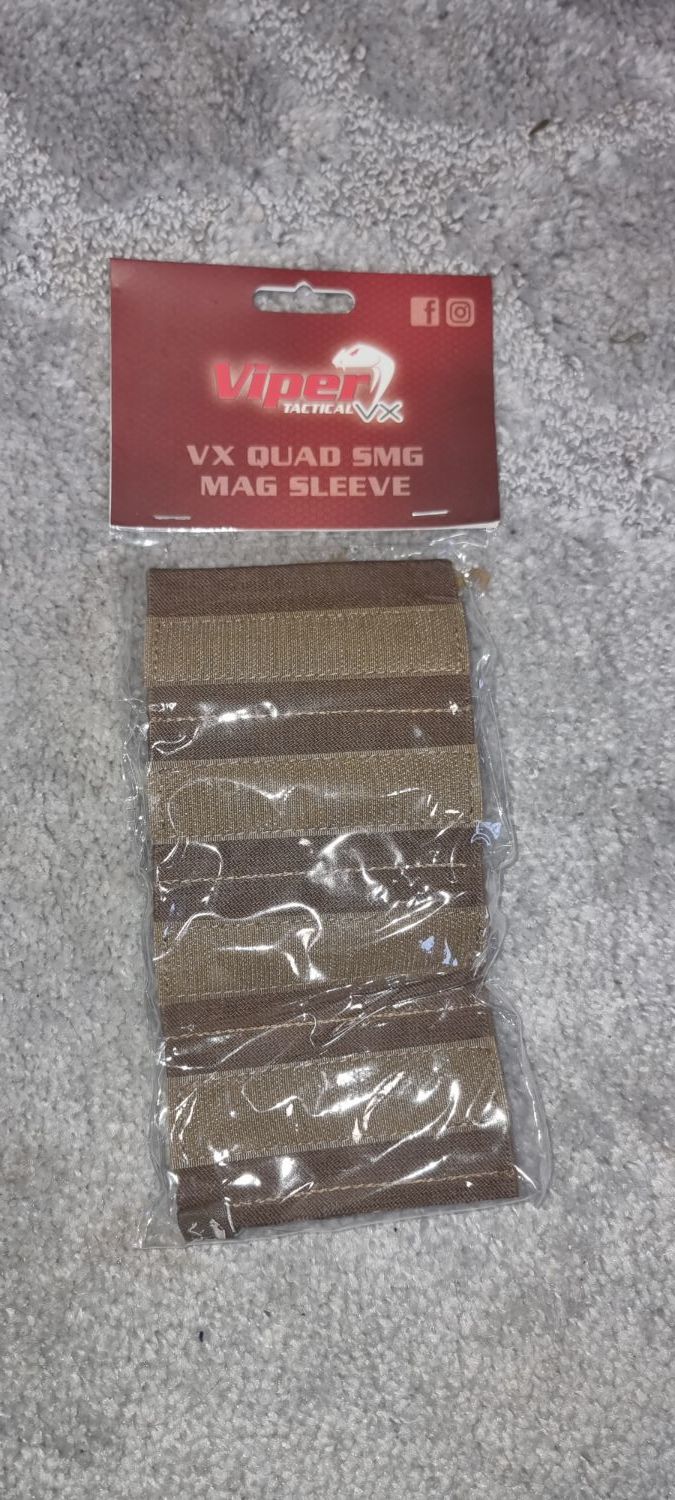 Viper
TACTICAL VX
VX QUAD SMG
MAG SLEEVE